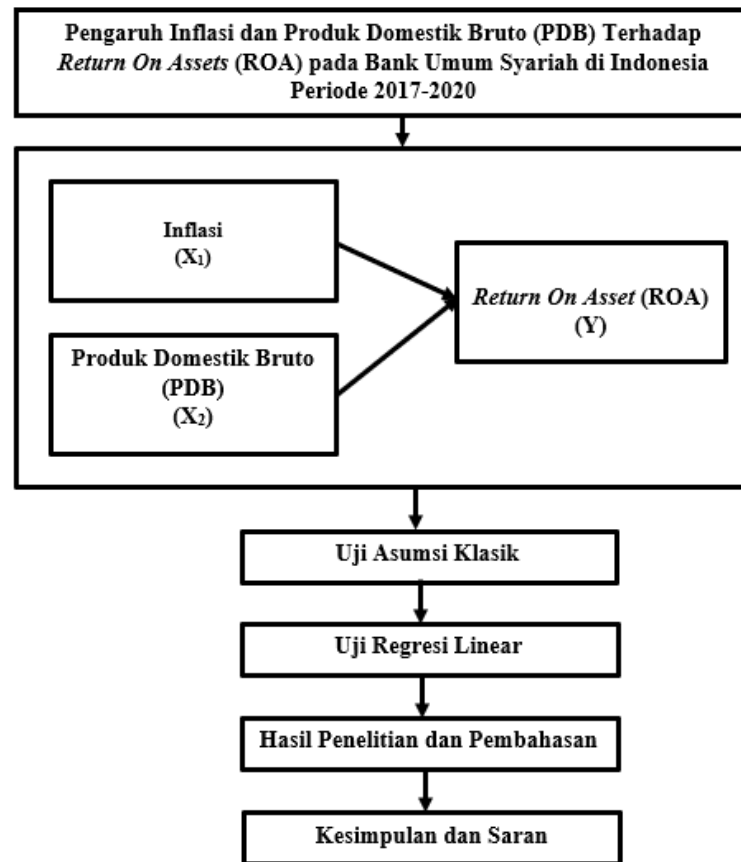 Pengaruh Inflasi dan Produk Domestik Bruto (PDB) Terhadap
Return On Assets (ROA) pada Bank Umum Syariah di Indonesia
Periode 2017-2020
Inflasi
(X₁)
Return On Asset (ROA)
(Y)
Produk Domestik Bruto
(PDB)
(X₂)
Uji Asumsi Klasik
Uji Regresi Linear
Hasil Penelitian dan Pembahasan
Kesimpulan dan Saran